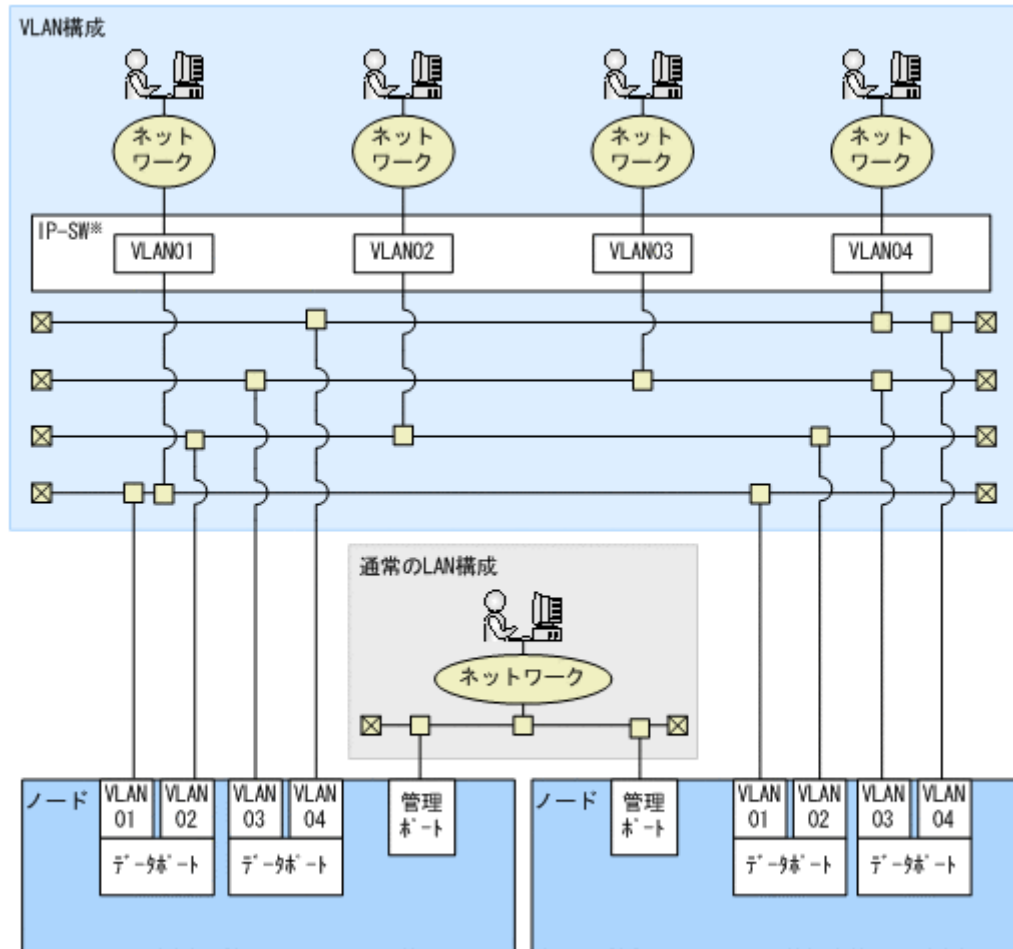 VLAN構成
ネット
ワーク
ネット
ワーク
ネット
ワーク
ネット
ワーク
IP-SW※
VLAN01
VLAN02
VLAN03
VLAN04
通常のLAN構成
ネットワーク
ノード
VLAN
01
VLAN
02
VLAN
03
VLAN
04
データポート
データポート
管理
ポート
ノード
管理
ポート
VLAN
01
VLAN
02
VLAN
03
VLAN
04
データポート
データポート